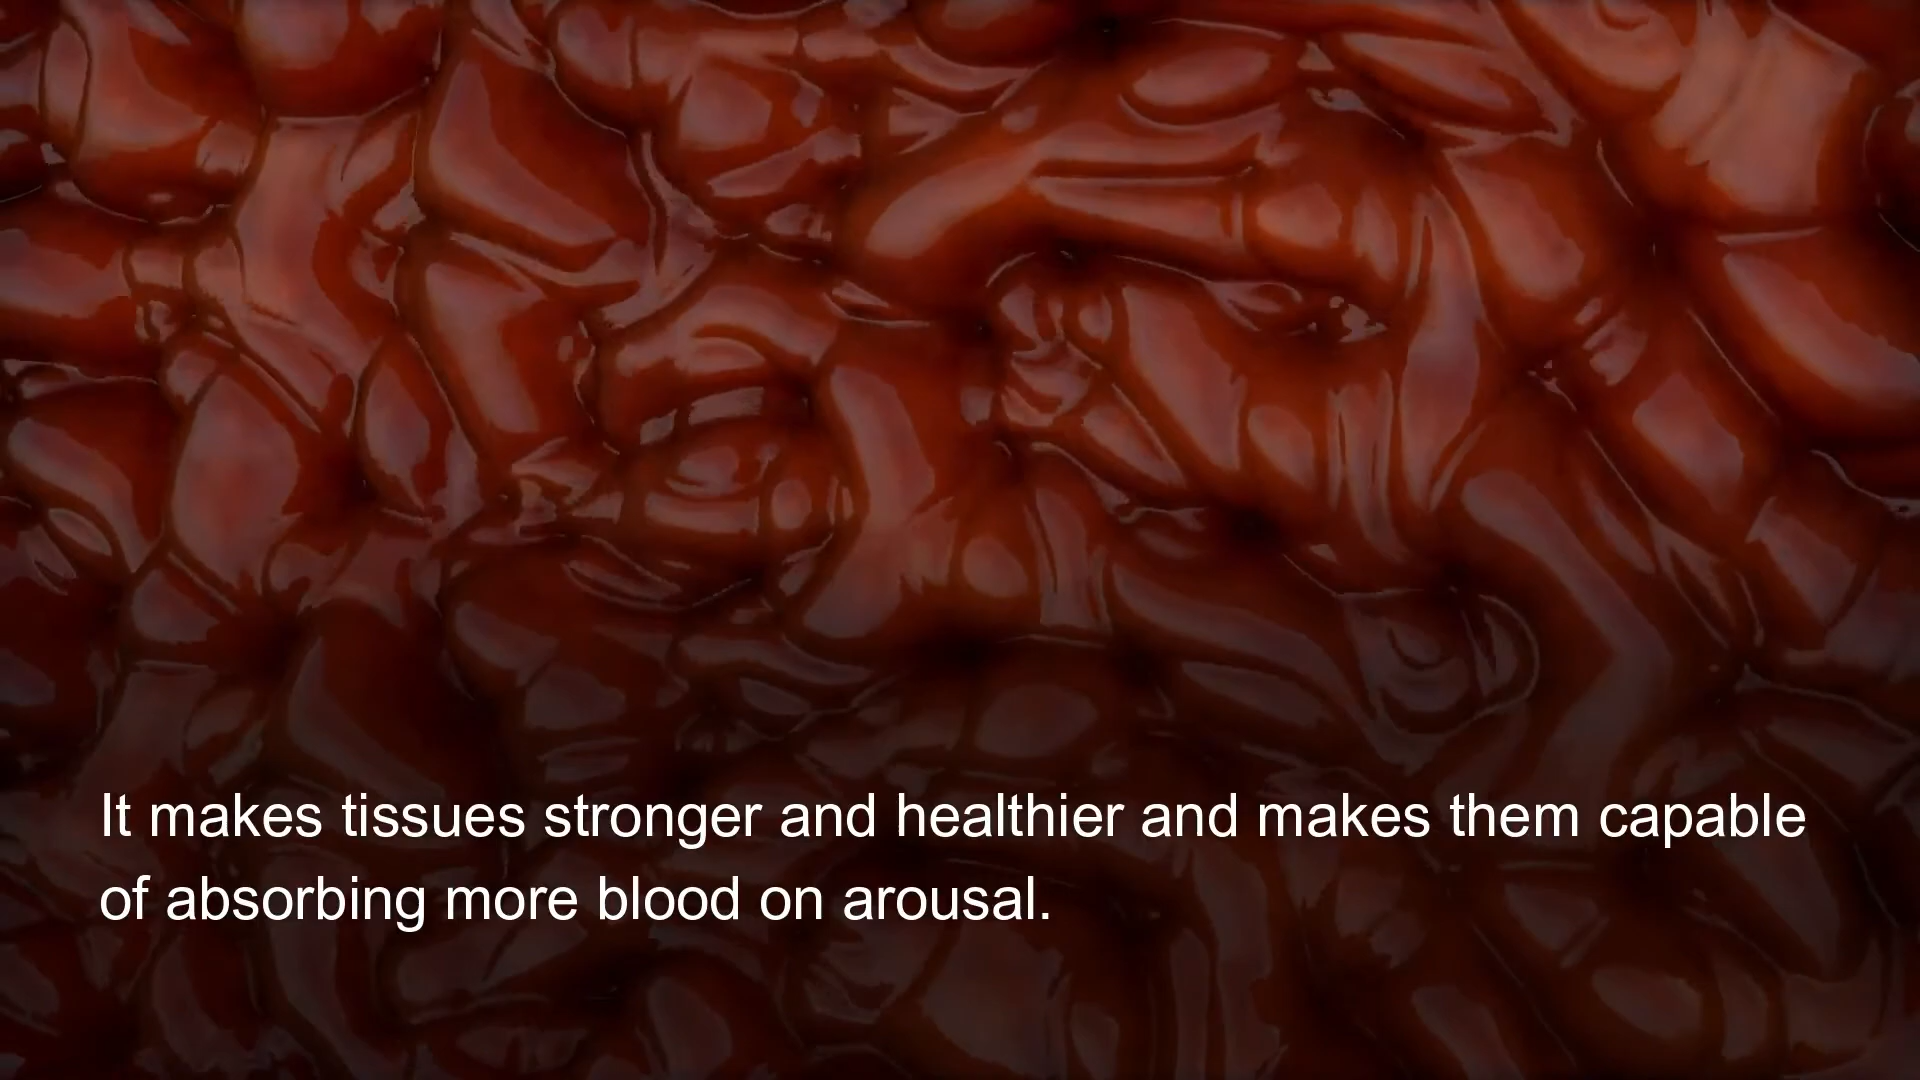 It makes tissues stronger and healthier and makes them capable
of absorbing more blood on arousal.